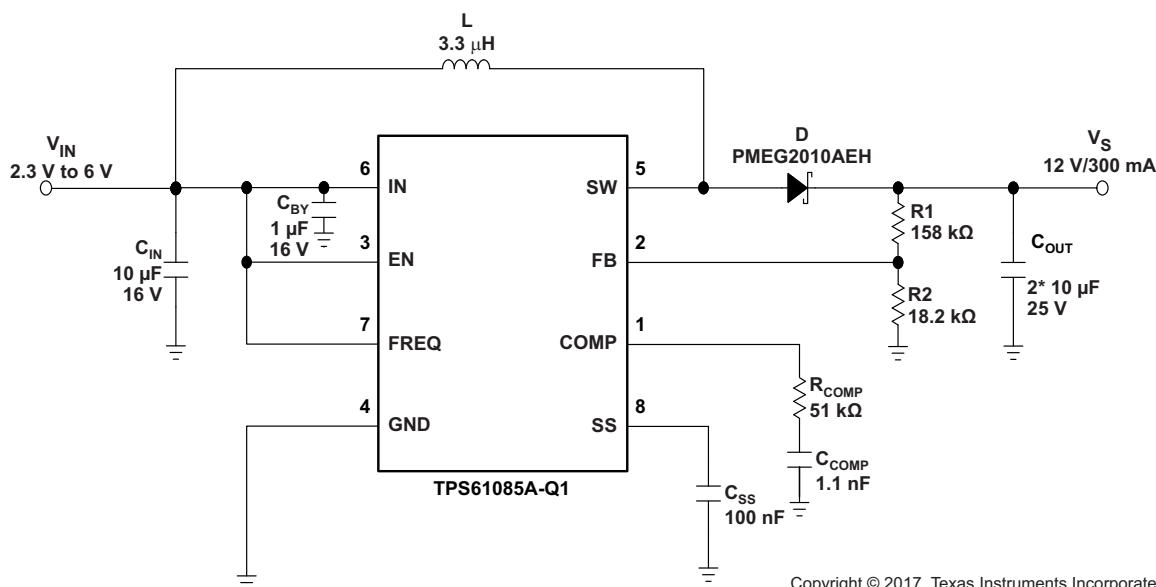 L
3.3 μH
V_IN
2.3 V to 6 V
D
PMEG2010AEH
V_S
12 V/300 mA
6
IN
SW
5
C_BY
1 μF
16 V
R1
158 kΩ
C_IN
10 μF
16 V
3
EN
FB
2
C_OUT
2* 10 μF
25 V
R2
18.2 kΩ
7
FREQ
COMP
1
R_COMP
51 kΩ
4
GND
SS
8
C_COMP
1.1 nF
TPS61085A-Q1
C_SS
100 nF
Copyright © 2017, Texas Instruments Incorporate